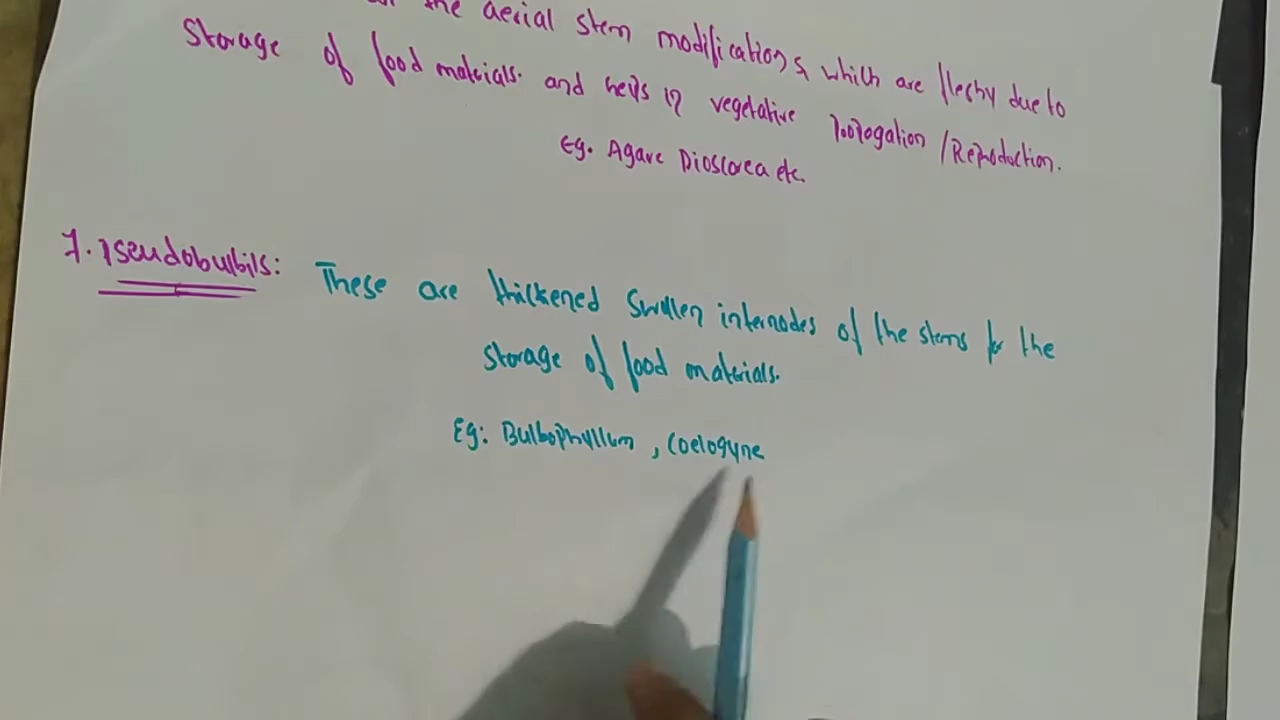 the aerial stem modifications, which are fleshy due to
Storage of food materials. and helps in vegetative Propogation/Reproduction.
Eg. Agave Dioscorea etc.
7. Pseudobulbils: These are thickened Swollen internodes of the stems for the
Storage of food materials.
Eg: Bulbophyllum, Coelogyne